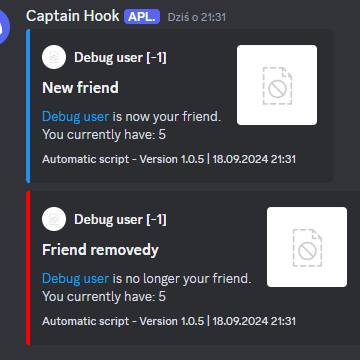 Captain Hook APL. Dziś o 21:31
Debug user [-1]
New friend
Debug user is now your friend.
You currently have: 5
Automatic script - Version 1.0.5 | 18.09.2024 21:31
Debug user [-1]
Friend removedy
Debug user is no longer your friend.
You currently have: 5
Automatic script - Version 1.0.5 | 18.09.2024 21:31